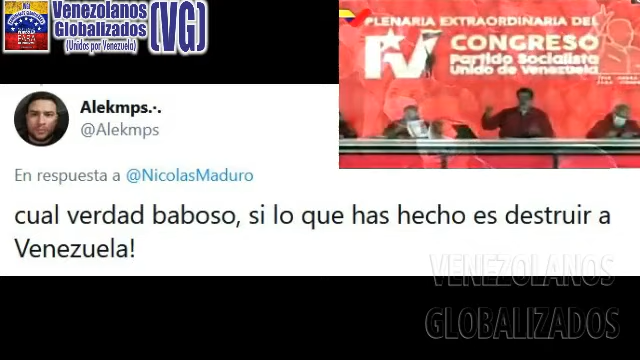 Venezolanos
Globalizados
(Unidos por Venezuela)
(VG)
PLENARIA EXTRAORDINARIA DEL
IV CONGRESO
Partido Socialista
Unido de Venezuela
Alekmps.·.
@Alekmps
En respuesta a @NicolasMaduro
cual verdad baboso, si lo que has hecho es destruir a
Venezuela!
VENEZOLANOS
GLOBALIZADOS